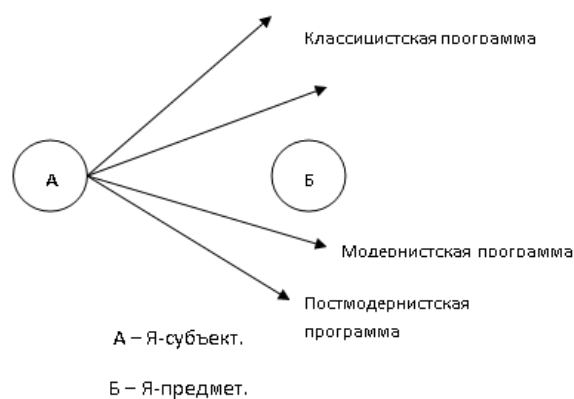 Классицистская программа
А
Б
Модернистская программа
Постмодернистская
программа
А – Я-субъект.
Б – Я-предмет.